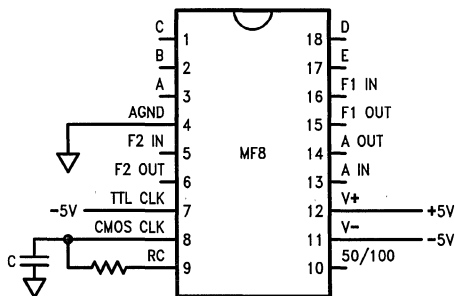 C 1 18 D
B 2 17 E
A 3 16 F1 IN
AGND 4 15 F1 OUT
F2 IN 5 MF8 14 A OUT
F2 OUT 6 13 A IN
-5V TTL CLK 7 12 V+ +5V
CMOS CLK 8 11 V- -5V
C RC 9 10 50/100